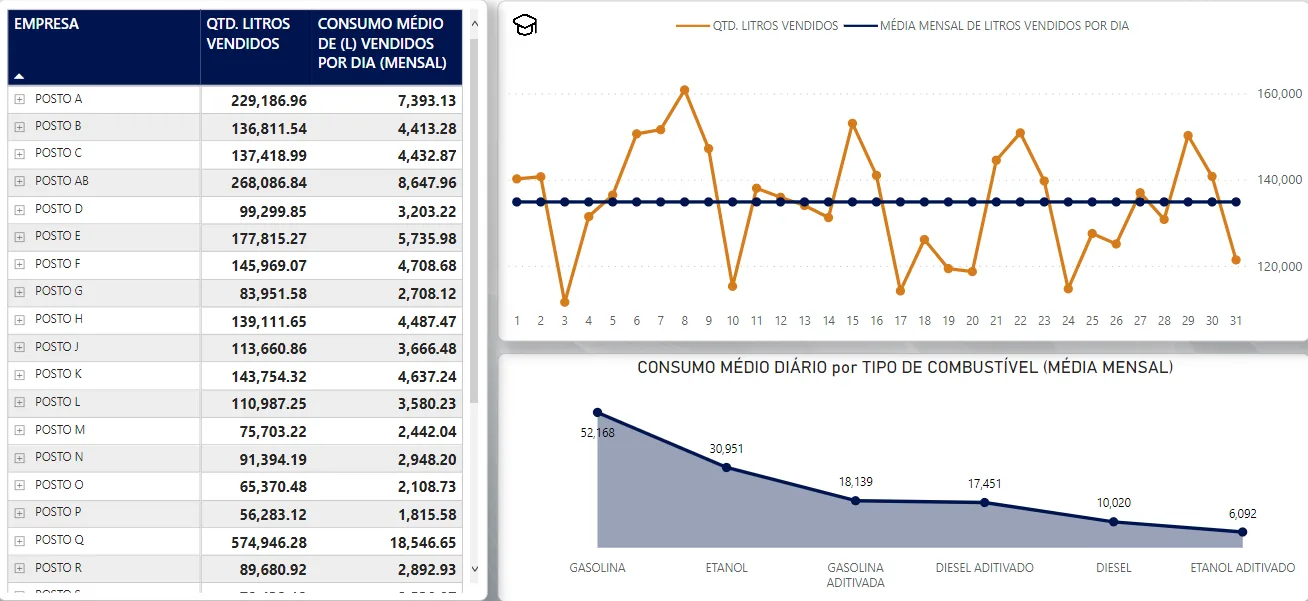 EMPRESA QTD. LITROS VENDIDOS CONSUMO MÉDIO DE (L) VENDIDOS POR DIA (MENSAL)
POSTO A 229,186.96 7,393.13
POSTO B 136,811.54 4,413.28
POSTO C 137,418.99 4,432.87
POSTO AB 268,086.84 8,647.96
POSTO D 99,299.85 3,203.22
POSTO E 177,815.27 5,735.98
POSTO F 145,969.07 4,708.68
POSTO G 83,951.58 2,708.12
POSTO H 139,111.65 4,487.47
POSTO J 113,660.86 3,666.48
POSTO K 143,754.32 4,637.24
POSTO L 110,987.25 3,580.23
POSTO M 75,703.22 2,442.04
POSTO N 91,394.19 2,948.20
POSTO O 65,370.48 2,108.73
POSTO P 56,283.12 1,815.58
POSTO Q 574,946.28 18,546.65
POSTO R 89,680.92 2,892.93
QTD. LITROS VENDIDOS MÉDIA MENSAL DE LITROS VENDIDOS POR DIA
160,000
140,000
120,000
1 2 3 4 5 6 7 8 9 10 11 12 13 14 15 16 17 18 19 20 21 22 23 24 25 26 27 28 29 30 31
CONSUMO MÉDIO DIÁRIO por TIPO DE COMBUSTÍVEL (MÉDIA MENSAL)
52,168 30,951 18,139 17,451 10,020 6,092
GASOLINA ETANOL GASOLINA ADITIVADA DIESEL ADITIVADO DIESEL ETANOL ADITIVADO